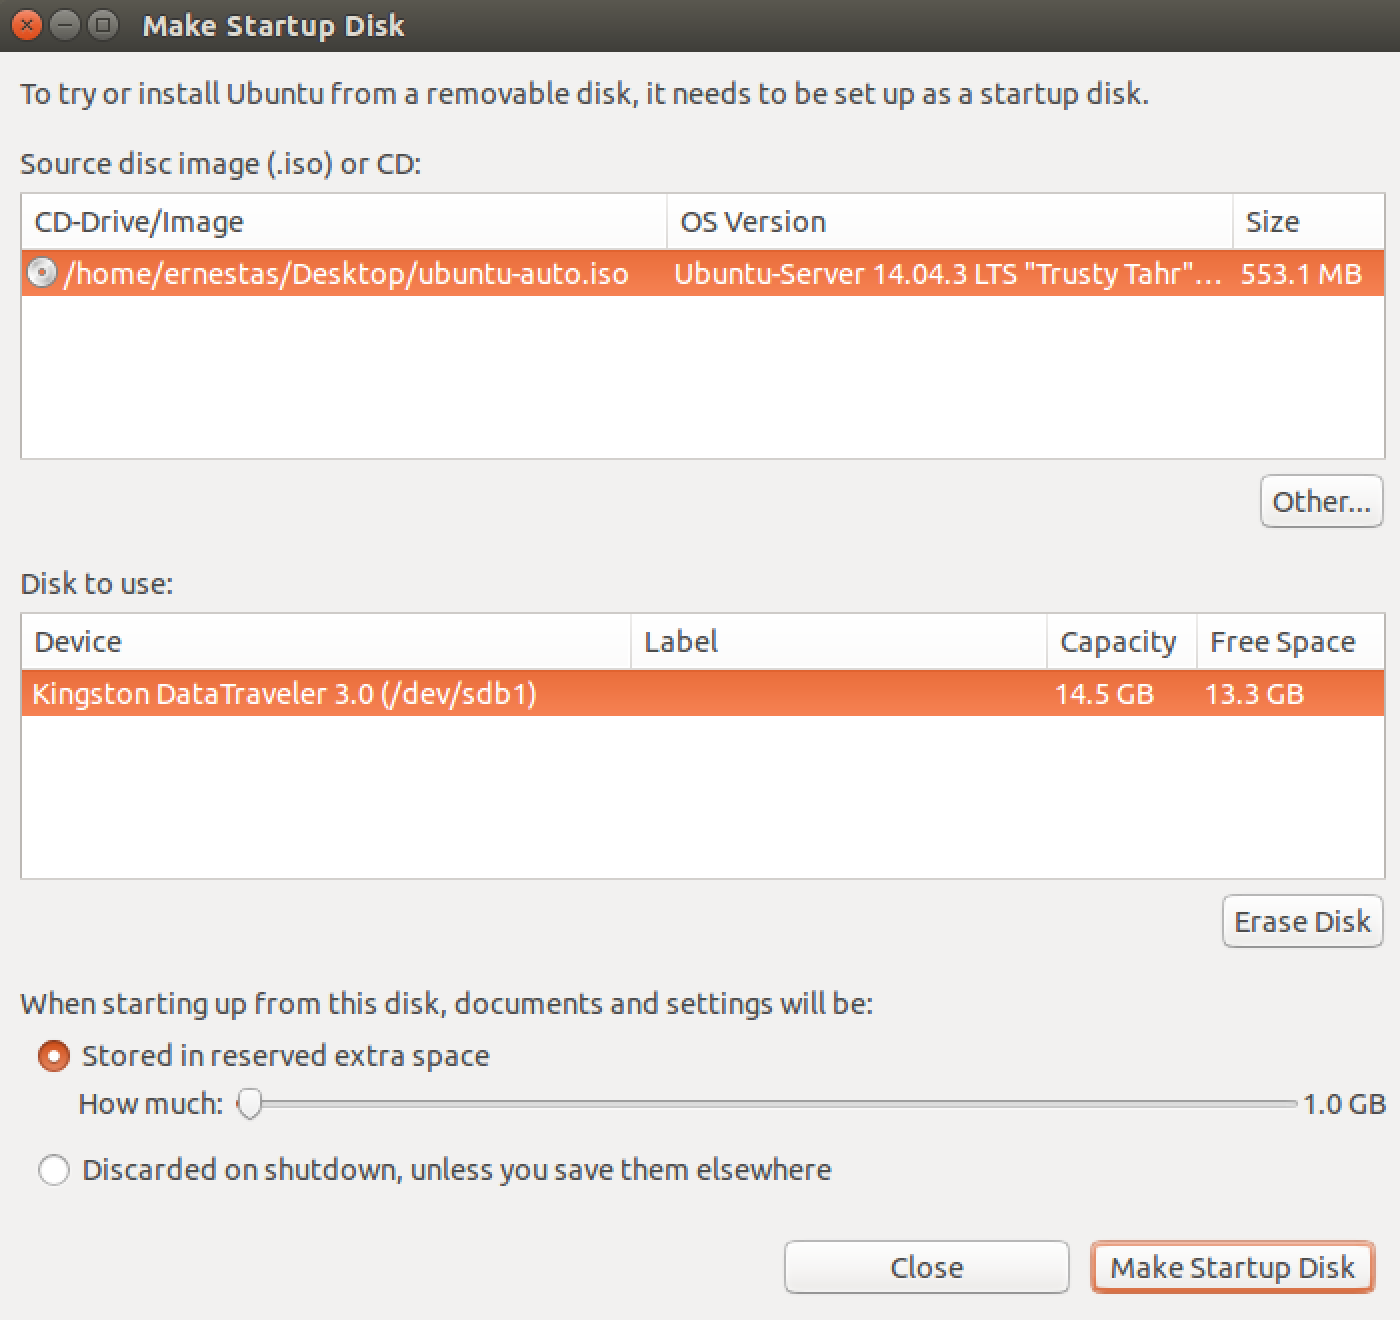 Make Startup Disk
To try or install Ubuntu from a removable disk, it needs to be set up as a startup disk.
Source disc image (.iso) or CD:
CD-Drive/Image OS Version Size
/home/ernestas/Desktop/ubuntu-auto.iso Ubuntu-Server 14.04.3 LTS "Trusty Tahr"... 553.1 MB
Other...
Disk to use:
Device Label Capacity Free Space
Kingston DataTraveler 3.0 (/dev/sdb1) 14.5 GB 13.3 GB
Erase Disk
When starting up from this disk, documents and settings will be:
Stored in reserved extra space
How much: 1.0 GB
Discarded on shutdown, unless you save them elsewhere
Close Make Startup Disk